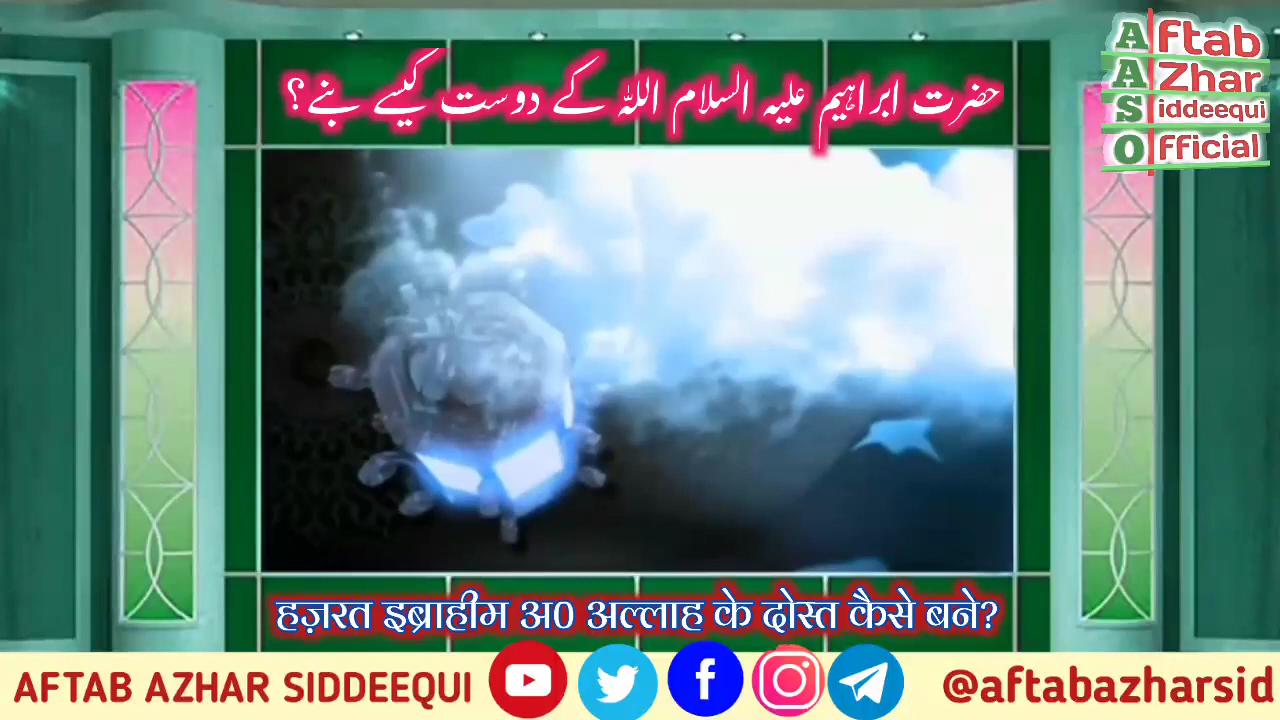 حضرت ابراہیم علیہ السلام اللہ کے دوست کیسے بنے؟
Aftab
AZhar
Siddeequi
Official
हज़रत इब्राहीम अ0 अल्लाह के दोस्त कैसे बने?
AFTAB AZHAR SIDDEEQUI
@aftabazharsid